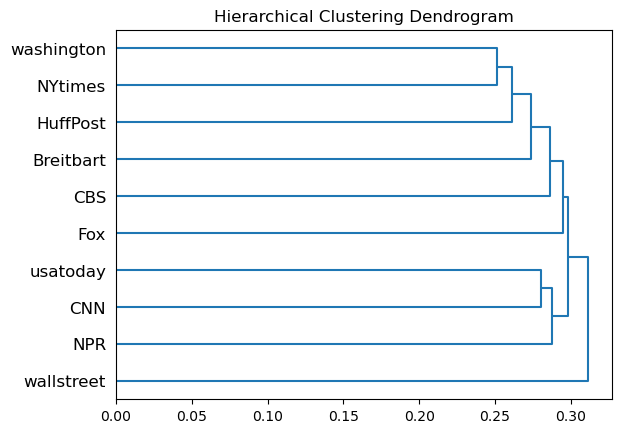 Hierarchical Clustering Dendrogram
washington
NYtimes
HuffPost
Breitbart
CBS
Fox
usatoday
CNN
NPR
wallstreet
0.00 0.05 0.10 0.15 0.20 0.25 0.30